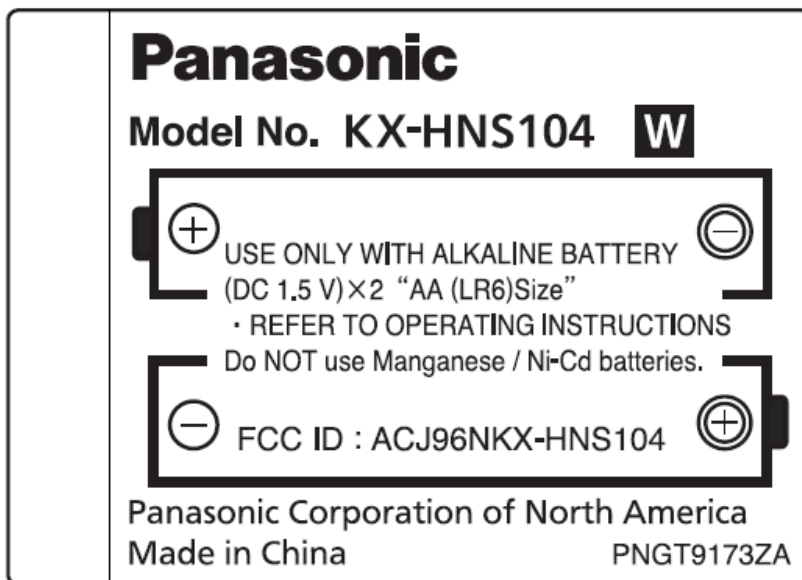 Panasonic
Model No. KX-HNS104 W
+ −
USE ONLY WITH ALKALINE BATTERY
(DC 1.5 V)×2 “AA (LR6)Size”
· REFER TO OPERATING INSTRUCTIONS
Do NOT use Manganese / Ni-Cd batteries.
− FCC ID : ACJ96NKX-HNS104 +
Panasonic Corporation of North America
Made in China PNGT9173ZA